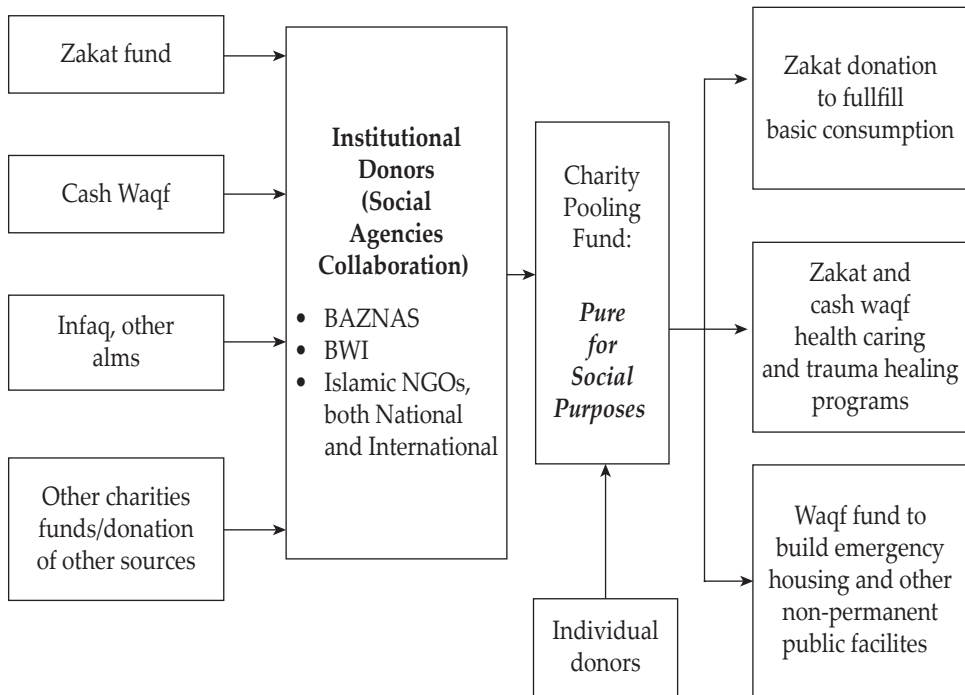 Zakat fund
Cash Waqf
Infaq, other
alms
Other charities
funds/donation
of other sources
Institutional
Donors
(Social
Agencies
Collaboration)
• BAZNAS
• BWI
• Islamic NGOs,
both National
and International
Charity
Pooling
Fund:
Pure
for
Social
Purposes
Individual
donors
Zakat donation
to fullfill
basic consumption
Zakat and
cash waqf
health caring
and trauma healing
programs
Waqf fund to
build emergency
housing and other
non-permanent
public facilites